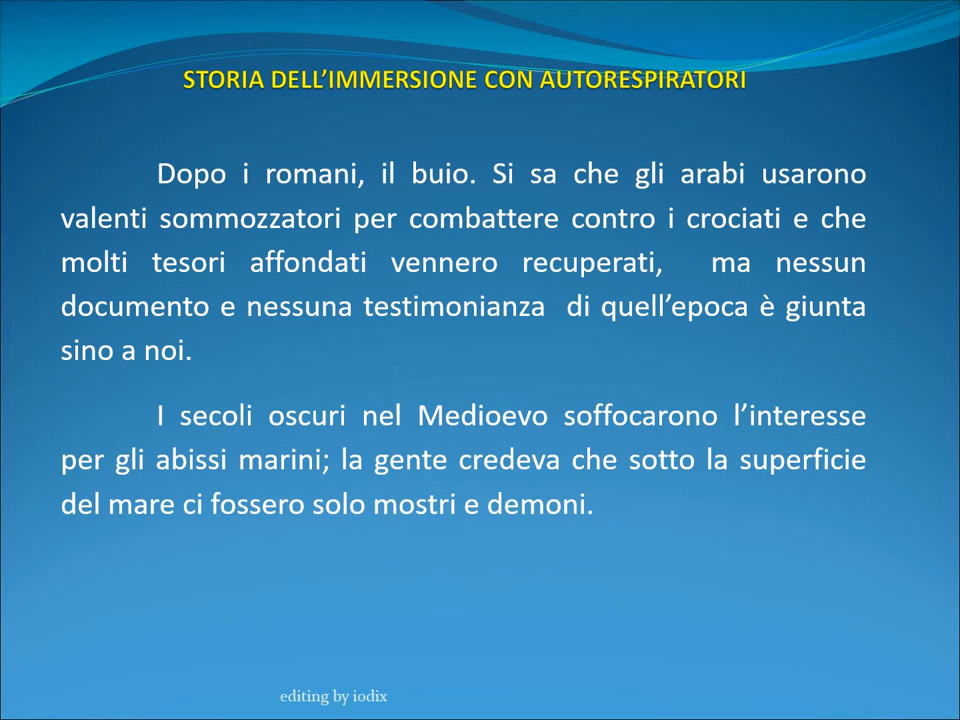 STORIA DELL’IMMERSIONE CON AUTORESPIRATORI
Dopo i romani, il buio. Si sa che gli arabi usarono
valenti sommozzatori per combattere contro i crociati e che
molti tesori affondati vennero recuperati, ma nessun
documento e nessuna testimonianza di quell’epoca è giunta
sino a noi.
I secoli oscuri nel Medioevo soffocarono l’interesse
per gli abissi marini; la gente credeva che sotto la superficie
del mare ci fossero solo mostri e demoni.
editing by iodix